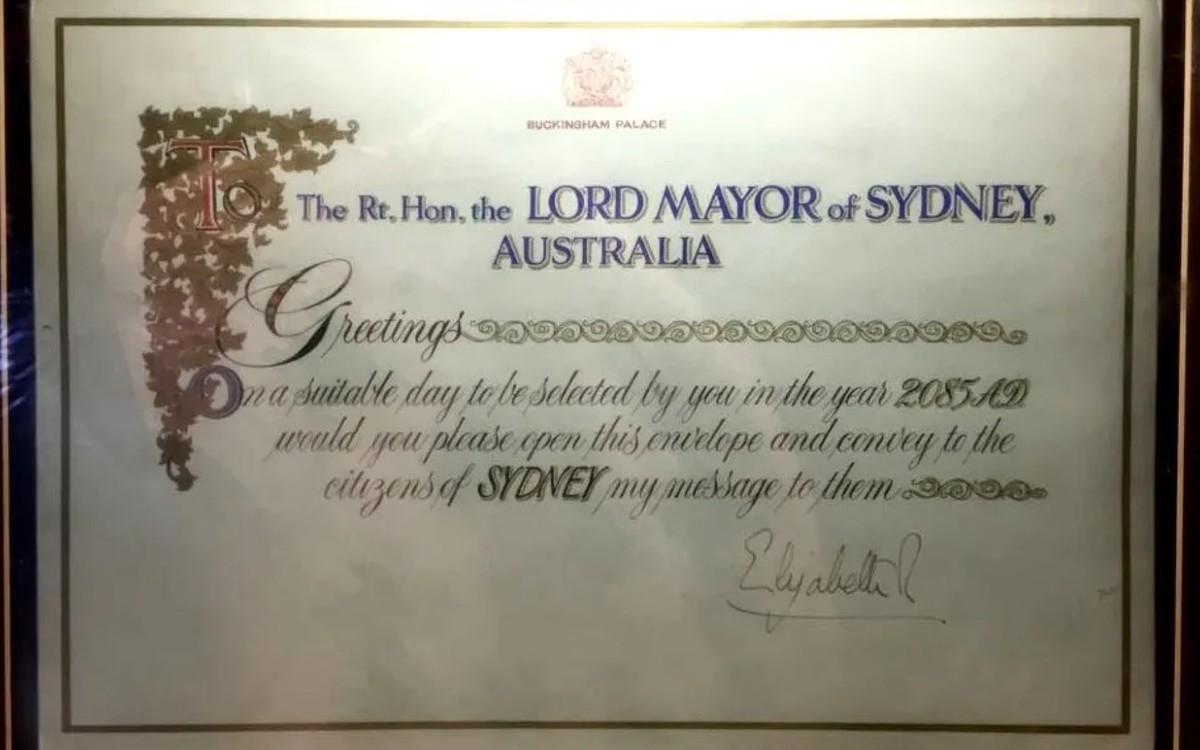 BUCKINGHAM PALACE
To The Rt. Hon. the LORD MAYOR of SYDNEY,
AUSTRALIA
Greetings
On a suitable day to be selected by you in the year 2085 AD
would you please open this envelope and convey to the
citizens of SYDNEY my message to them
Elizabeth R